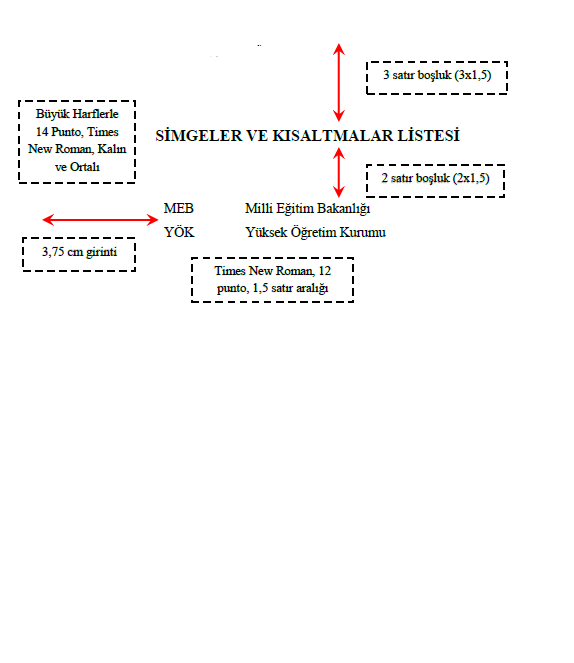 3 satır boşluk (3x1,5)
Büyük Harflerle
14 Punto, Times
New Roman, Kalın
ve Ortalı
SİMGELER VE KISALTMALAR LİSTESİ
2 satır boşluk (2x1,5)
MEB Milli Eğitim Bakanlığı
YÖK Yüksek Öğretim Kurumu
3,75 cm girinti
Times New Roman, 12
punto, 1,5 satır aralığı